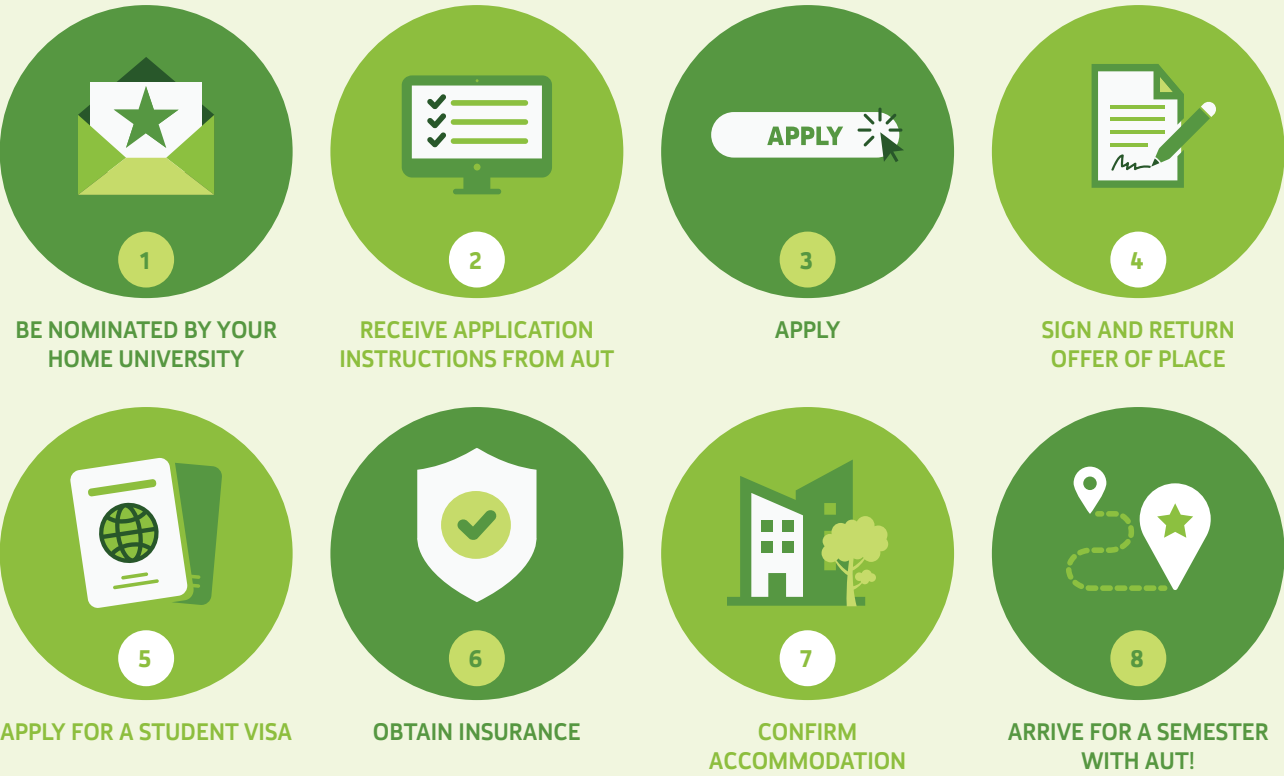 1
BE NOMINATED BY YOUR
HOME UNIVERSITY
2
RECEIVE APPLICATION
INSTRUCTIONS FROM AUT
APPLY
3
APPLY
4
SIGN AND RETURN
OFFER OF PLACE
5
APPLY FOR A STUDENT VISA
6
OBTAIN INSURANCE
7
CONFIRM
ACCOMMODATION
8
ARRIVE FOR A SEMESTER
WITH AUT!